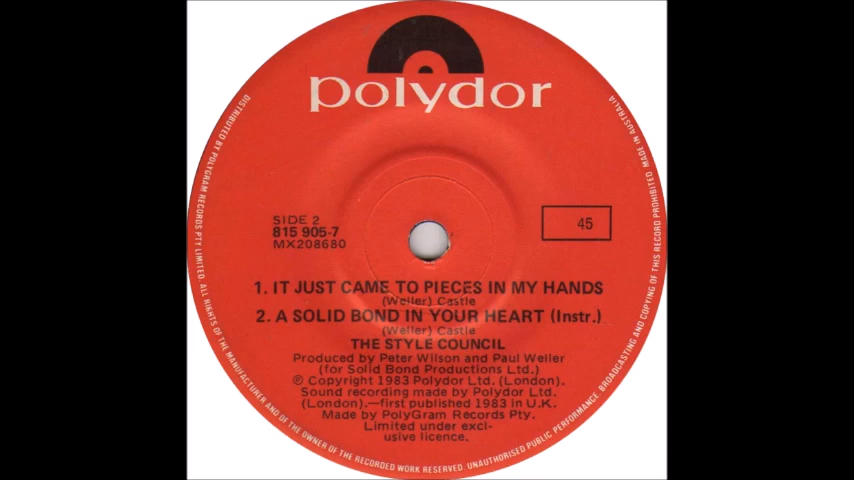 polydor
SIDE 2
815 905-7
MX208680
45
1. IT JUST CAME TO PIECES IN MY HANDS
(Weller) Castle
2. A SOLID BOND IN YOUR HEART (Instr.)
(Weller) Castle
THE STYLE COUNCIL
Produced by Peter Wilson and Paul Weller
(for Solid Bond Productions Ltd.)
℗ Copyright 1983 Polydor Ltd. (London).
Sound recording made by Polydor Ltd.
(London).—first published 1983 in U.K.
Made by PolyGram Records Pty.
Limited under excl-
usive licence.
DISTRIBUTED BY POLYGRAM RECORDS PTY LIMITED. ALL RIGHTS OF THE MANUFACTURER AND OF THE OWNER OF THE RECORDED WORK RESERVED. UNAUTHORISED PUBLIC PERFORMANCE, BROADCASTING AND COPYING OF THIS RECORD PROHIBITED MADE IN AUSTRALIA